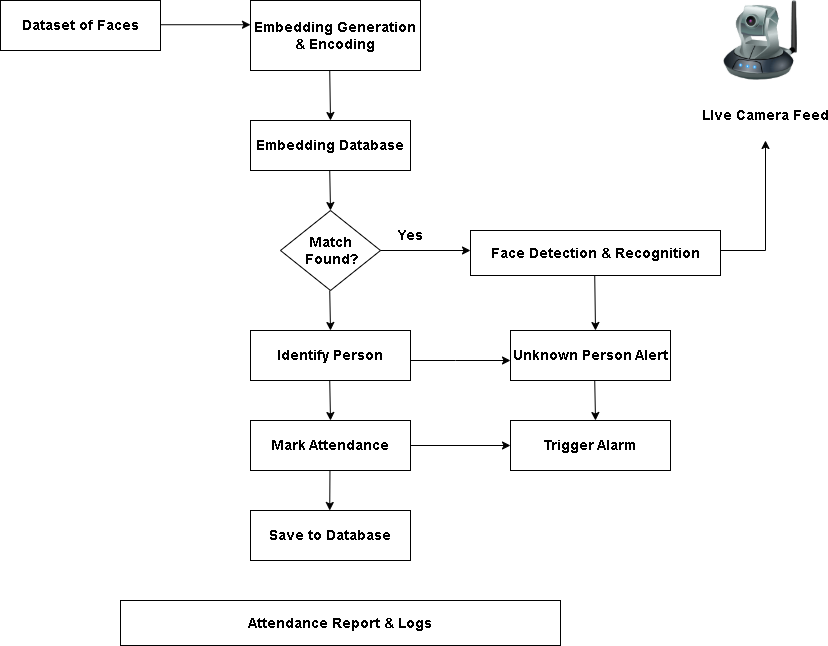 Dataset of Faces
Embedding Generation
& Encoding
LIve Camera Feed
Embedding Database
Match
Found?
Yes
Face Detection & Recognition
Identify Person
Unknown Person Alert
Mark Attendance
Trigger Alarm
Save to Database
Attendance Report & Logs